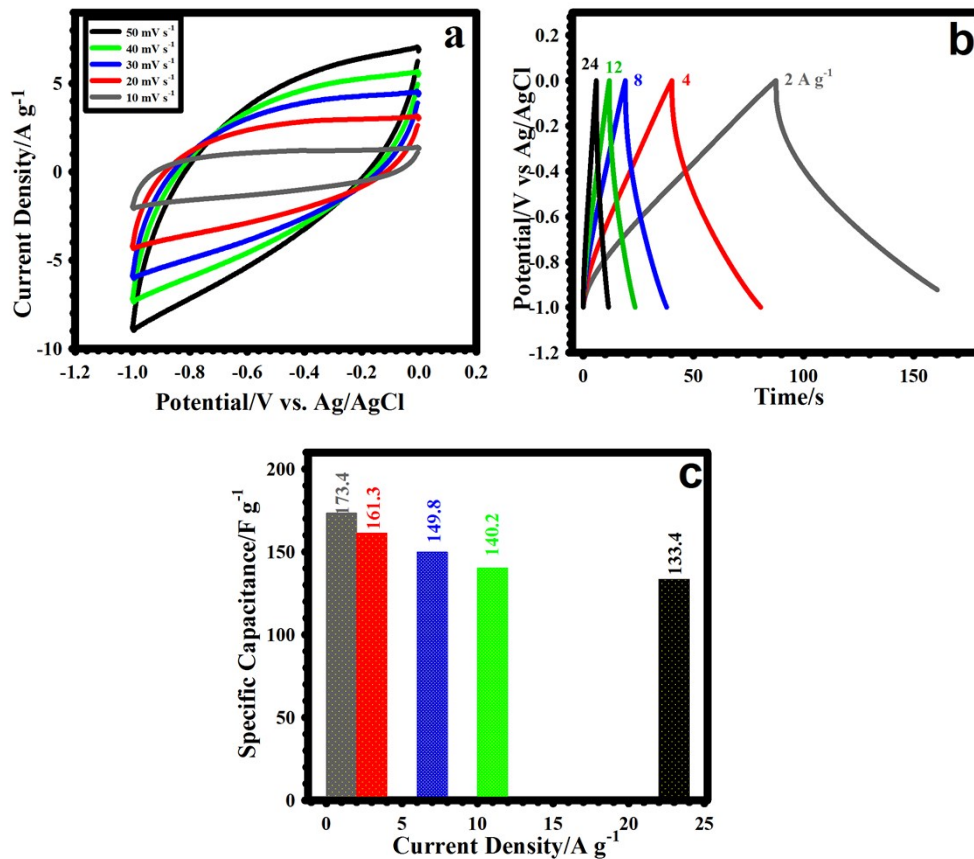 a
50 mV s⁻¹
40 mV s⁻¹
30 mV s⁻¹
20 mV s⁻¹
10 mV s⁻¹
Current Density/A g⁻¹
5
0
-5
-10
-1.2 -1.0 -0.8 -0.6 -0.4 -0.2 0.0 0.2
Potential/V vs. Ag/AgCl
b
24 12 8 4 2 A g⁻¹
Potential/V vs Ag/AgCl
0.2
0.0
-0.2
-0.4
-0.6
-0.8
-1.0
-1.2
0 50 100 150
Time/s
c
173.4
161.3
149.8
140.2
133.4
Specific Capacitance/F g⁻¹
200
150
100
50
0
0 5 10 15 20 25
Current Density/A g⁻¹